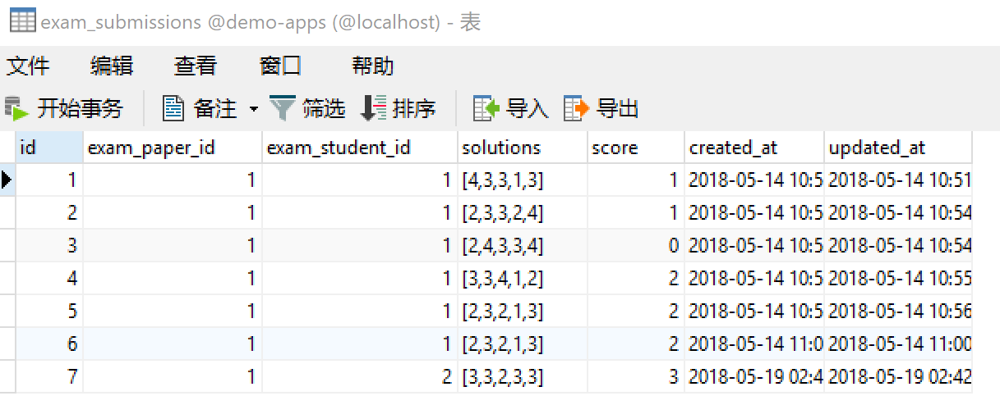 exam_submissions @demo-apps (@localhost) - 表
文件 编辑 查看 窗口 帮助
开始事务 备注 筛选 排序 导入 导出
id exam_paper_id exam_student_id solutions score created_at updated_at
1 1 1 [4,3,3,1,3] 1 2018-05-14 10:5 2018-05-14 10:51
2 1 1 [2,3,3,2,4] 1 2018-05-14 10:5 2018-05-14 10:54
3 1 1 [2,4,3,3,4] 0 2018-05-14 10:5 2018-05-14 10:54
4 1 1 [3,3,4,1,2] 2 2018-05-14 10:5 2018-05-14 10:55
5 1 1 [2,3,2,1,3] 2 2018-05-14 10:5 2018-05-14 10:56
6 1 1 [2,3,2,1,3] 2 2018-05-14 11:0 2018-05-14 11:00
7 1 2 [3,3,2,3,3] 3 2018-05-19 02:4 2018-05-19 02:42